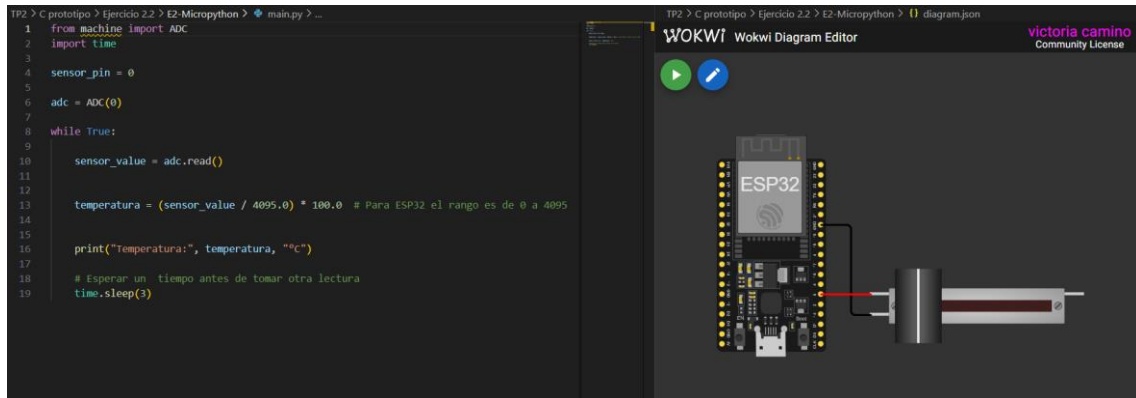 TP2 > C prototipo > Ejercicio 2.2 > E2-Micropython > main.py > ...
1 from machine import ADC
2 import time
3
4 sensor_pin = 0
5
6 adc = ADC(0)
7
8 while True:
9
10 sensor_value = adc.read()
11
12
13 temperatura = (sensor_value / 4095.0) * 100.0 # Para ESP32 el rango es de 0 a 4095
14
15
16 print("Temperatura:", temperatura, "ºC")
17
18 # Esperar un tiempo antes de tomar otra lectura
19 time.sleep(3)
TP2 > C prototipo > Ejercicio 2.2 > E2-Micropython > {} diagram.json
WOKWi Wokwi Diagram Editor
victoria camino
Community License
ESP32